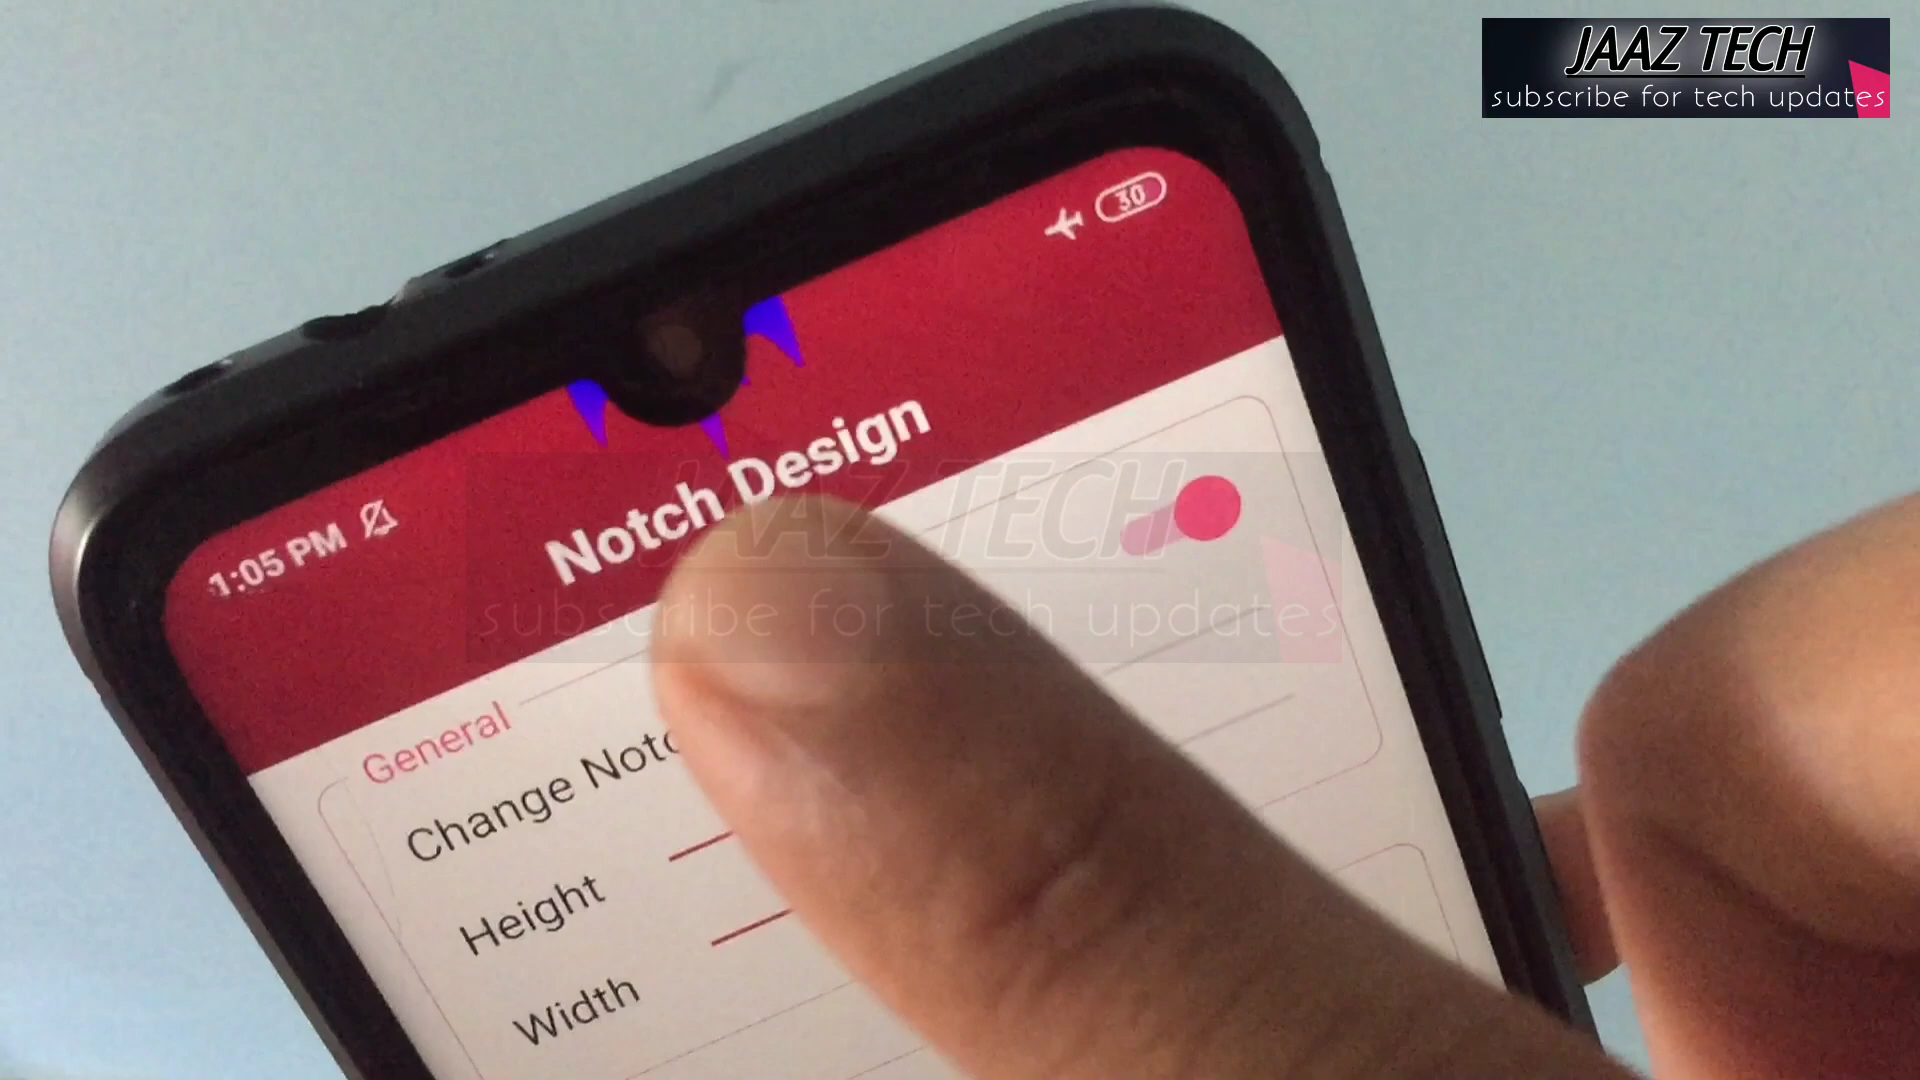 JAAZ TECH
subscribe for tech updates
30
1:05 PM
Notch Design
JAAZ TECH
subscribe for tech updates
General
Change
Height
Width